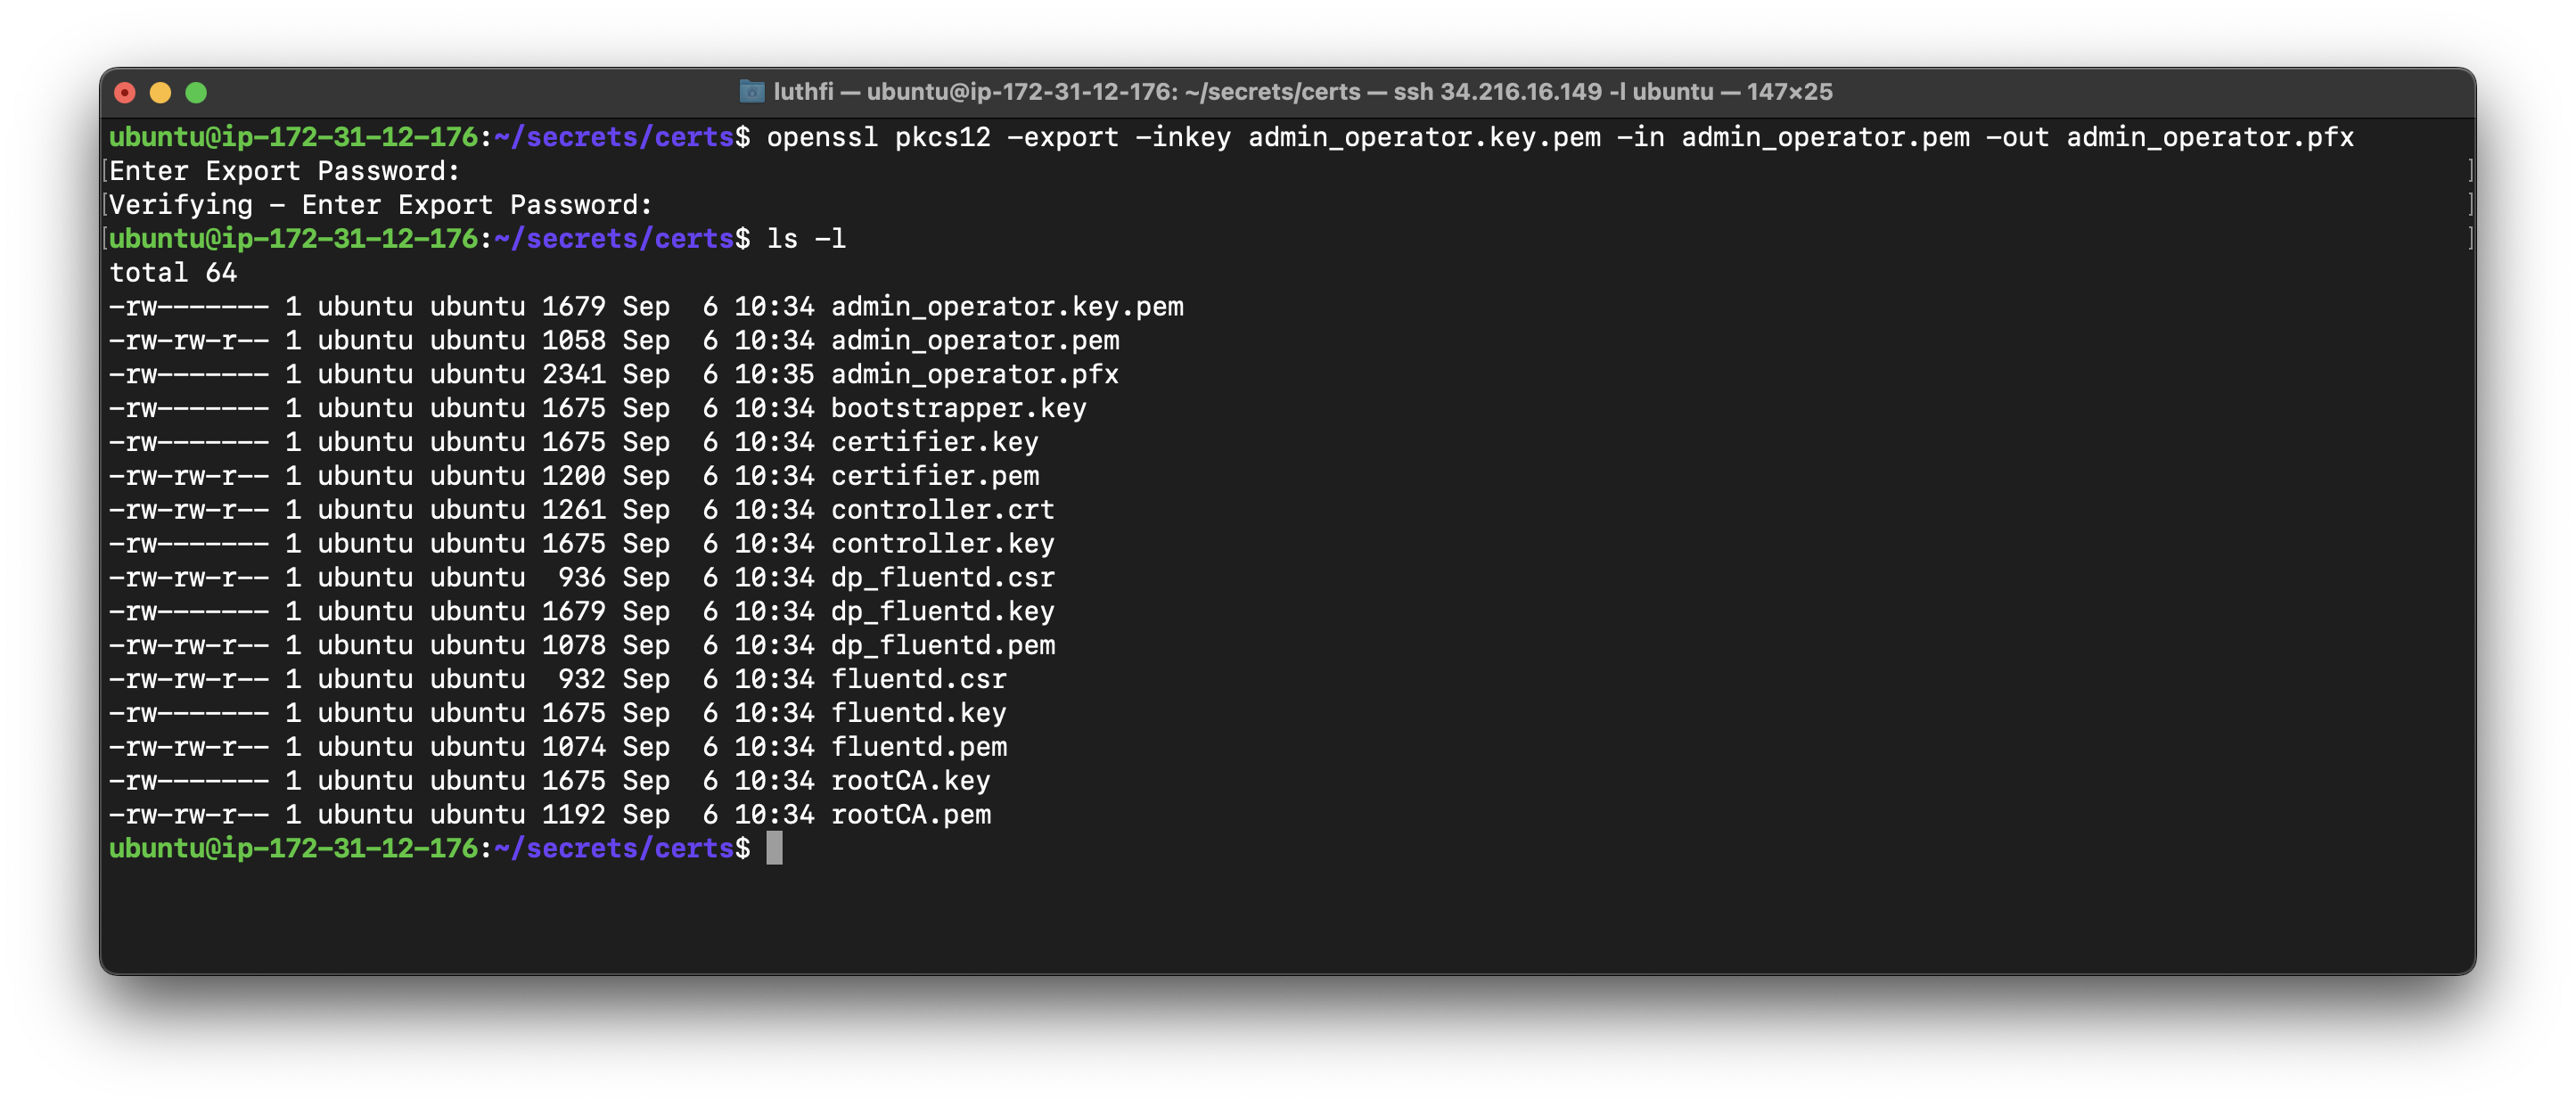 luthfi — ubuntu@ip-172-31-12-176: ~/secrets/certs — ssh 34.216.16.149 -l ubuntu — 147×25
ubuntu@ip-172-31-12-176:~/secrets/certs$ openssl pkcs12 -export -inkey admin_operator.key.pem -in admin_operator.pem -out admin_operator.pfx
[Enter Export Password: ]
[Verifying - Enter Export Password: ]
[ubuntu@ip-172-31-12-176:~/secrets/certs$ ls -l ]
total 64
-rw------- 1 ubuntu ubuntu 1679 Sep  6 10:34 admin_operator.key.pem
-rw-rw-r-- 1 ubuntu ubuntu 1058 Sep  6 10:34 admin_operator.pem
-rw------- 1 ubuntu ubuntu 2341 Sep  6 10:35 admin_operator.pfx
-rw------- 1 ubuntu ubuntu 1675 Sep  6 10:34 bootstrapper.key
-rw------- 1 ubuntu ubuntu 1675 Sep  6 10:34 certifier.key
-rw-rw-r-- 1 ubuntu ubuntu 1200 Sep  6 10:34 certifier.pem
-rw-rw-r-- 1 ubuntu ubuntu 1261 Sep  6 10:34 controller.crt
-rw------- 1 ubuntu ubuntu 1675 Sep  6 10:34 controller.key
-rw-rw-r-- 1 ubuntu ubuntu  936 Sep  6 10:34 dp_fluentd.csr
-rw------- 1 ubuntu ubuntu 1679 Sep  6 10:34 dp_fluentd.key
-rw-rw-r-- 1 ubuntu ubuntu 1078 Sep  6 10:34 dp_fluentd.pem
-rw-rw-r-- 1 ubuntu ubuntu  932 Sep  6 10:34 fluentd.csr
-rw------- 1 ubuntu ubuntu 1675 Sep  6 10:34 fluentd.key
-rw-rw-r-- 1 ubuntu ubuntu 1074 Sep  6 10:34 fluentd.pem
-rw------- 1 ubuntu ubuntu 1675 Sep  6 10:34 rootCA.key
-rw-rw-r-- 1 ubuntu ubuntu 1192 Sep  6 10:34 rootCA.pem
ubuntu@ip-172-31-12-176:~/secrets/certs$